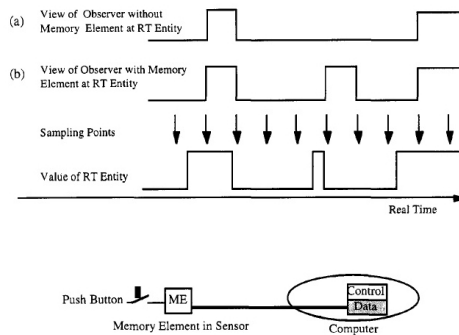 (a) View of Observer without
Memory Element at RT Entity
(b) View of Observer with Memory
Element at RT Entity
Sampling Points
Value of RT Entity
Real Time
Push Button
ME
Control
Data
Memory Element in Sensor
Computer